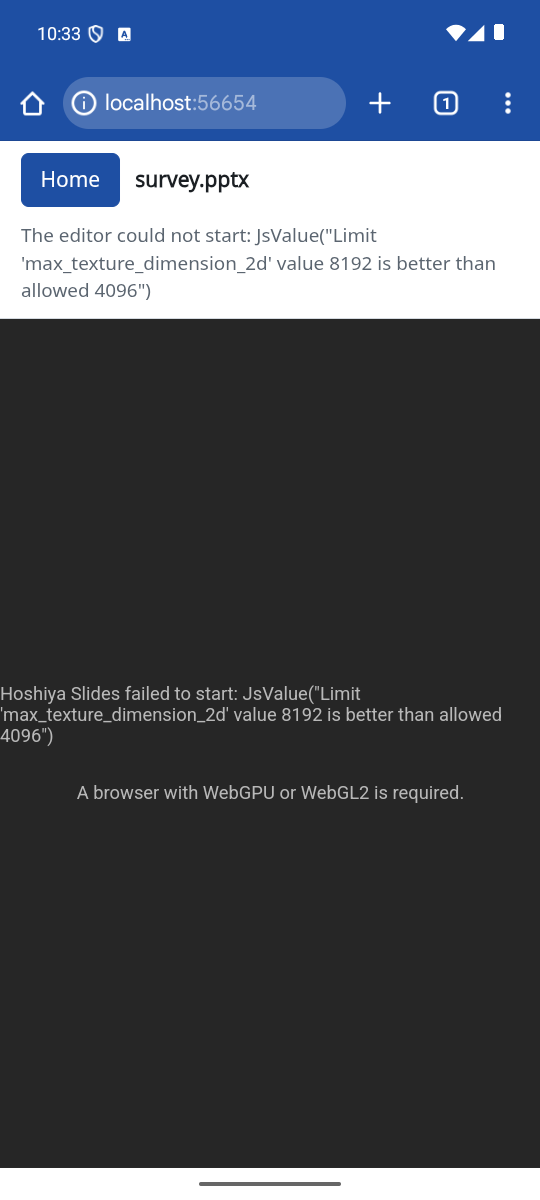 10:33
A
localhost:56654
1
Home
survey.pptx
The editor could not start: JsValue("Limit
'max_texture_dimension_2d' value 8192 is better than
allowed 4096")
Hoshiya Slides failed to start: JsValue("Limit
'max_texture_dimension_2d' value 8192 is better than allowed
4096")
A browser with WebGPU or WebGL2 is required.